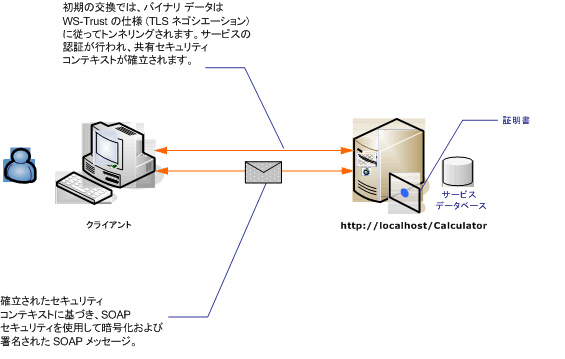 初期の交換では、バイナリ データは
WS-Trust の仕様 (TLS ネゴシエーション)
に従ってトンネリングされます。サービスの
認証が行われ、共有セキュリティ
コンテキストが確立されます。
証明書
サービス
データベース
クライアント
http://localhost/Calculator
確立されたセキュリティ
コンテキストに基づき、SOAP
セキュリティを使用して暗号化および
署名された SOAP メッセージ。